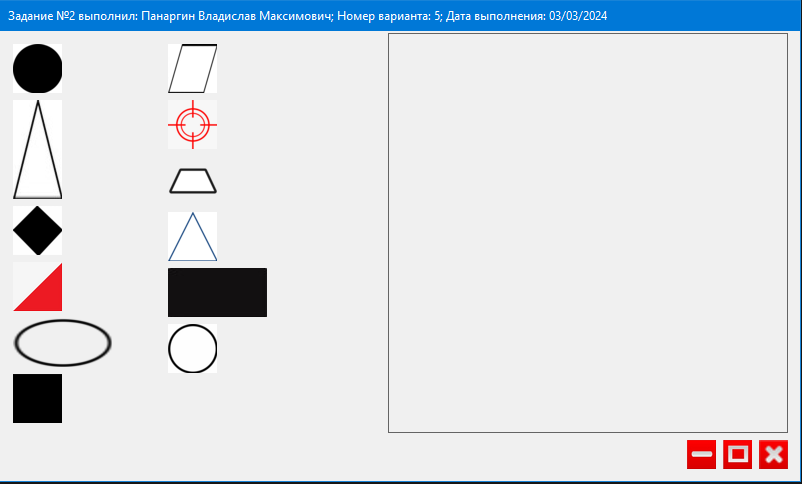 Задание №2 выполнил: Панаргин Владислав Максимович; Номер варианта: 5; Дата выполнения: 03/03/2024